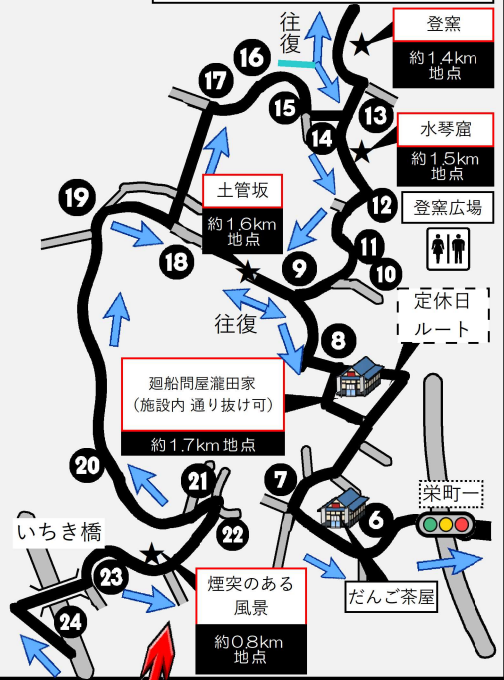 往復
登窯
約1.4km
地点
16
17
15
13
14
水琴窟
約1.5km
地点
土管坂
約1.6km
地点
19
12
登窯広場
18
11
9
10
往復
定休日
ルート
8
廻船問屋瀧田家
（施設内 通り抜け可）
約1.7km地点
20
21
7
栄町一
22
6
いちき橋
だんご茶屋
23
煙突のある
風景
約0.8km
地点
24